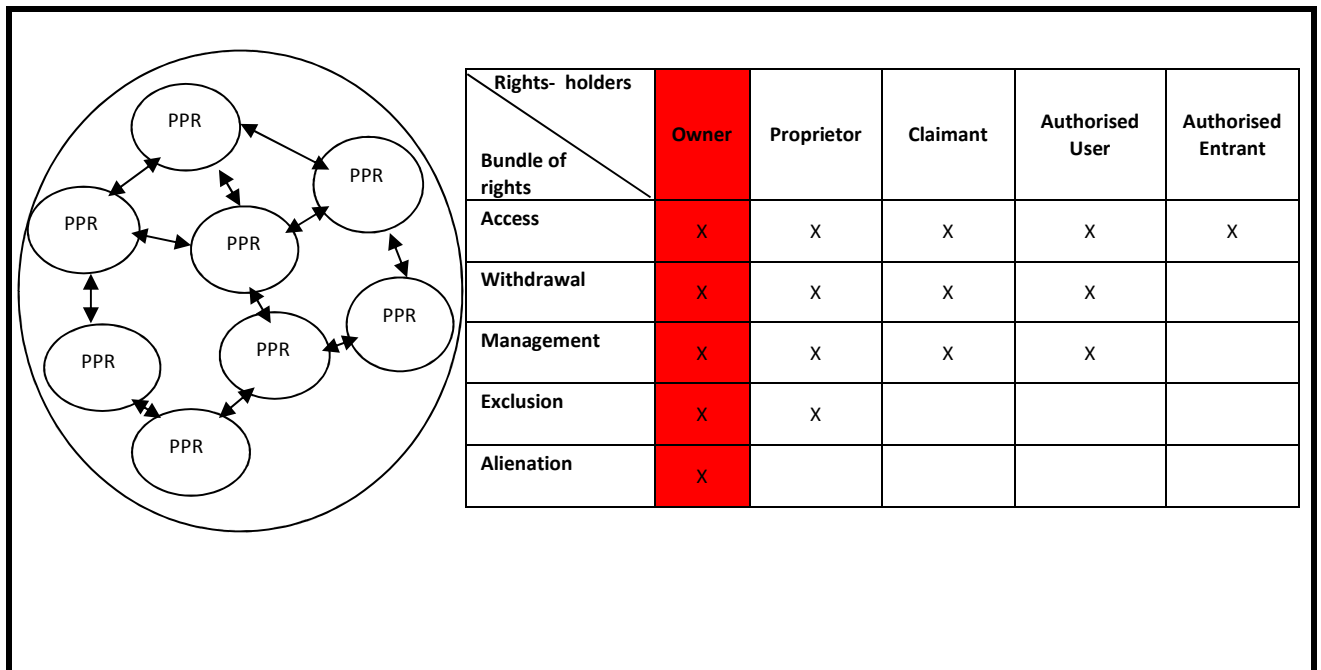 PPR
PPR
PPR
PPR
PPR
PPR
PPR
PPR
Rights- holders
Bundle of
rights
Owner
Proprietor
Claimant
Authorised
User
Authorised
Entrant
Access
X X X X X
Withdrawal
X X X X
Management
X X X X
Exclusion
X X
Alienation
X